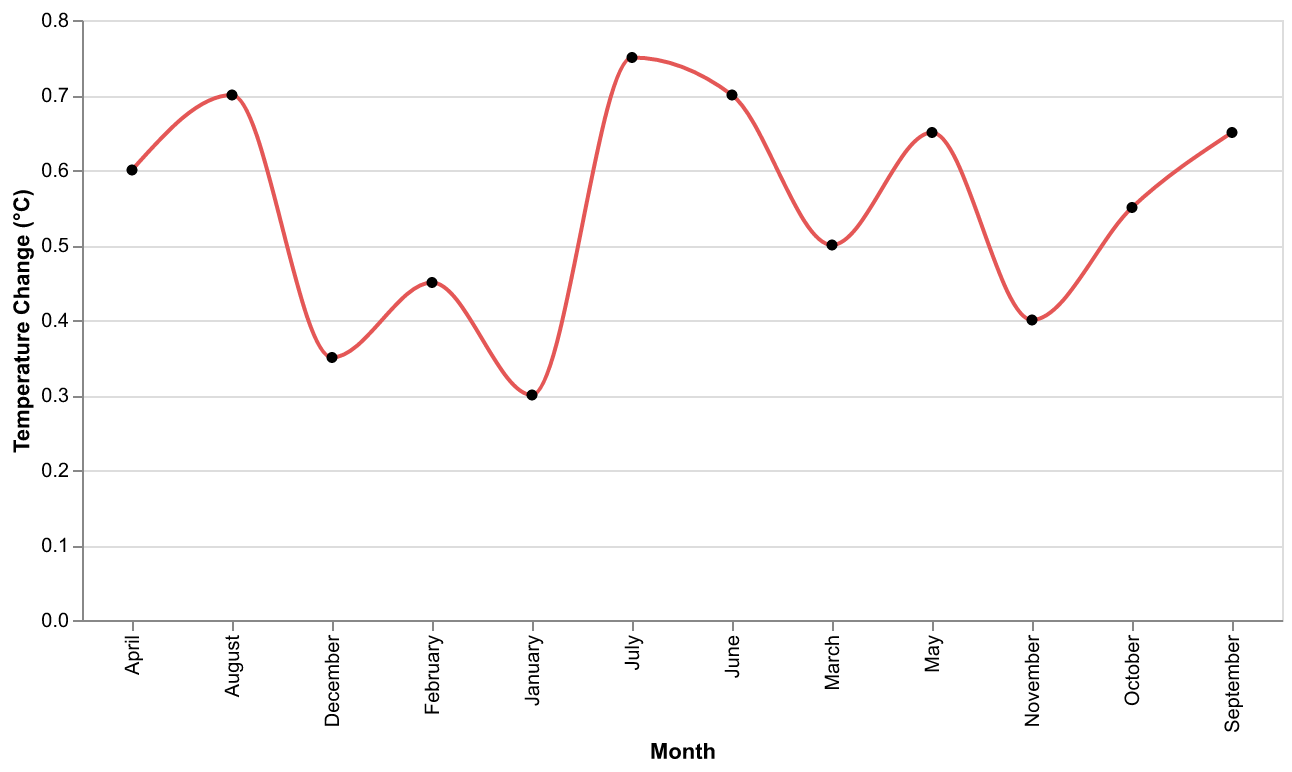 0.8
0.7
0.6
0.5
0.4
0.3
0.2
0.1
0.0
Temperature Change (°C)
April
August
December
February
January
July
June
March
May
November
October
September
Month